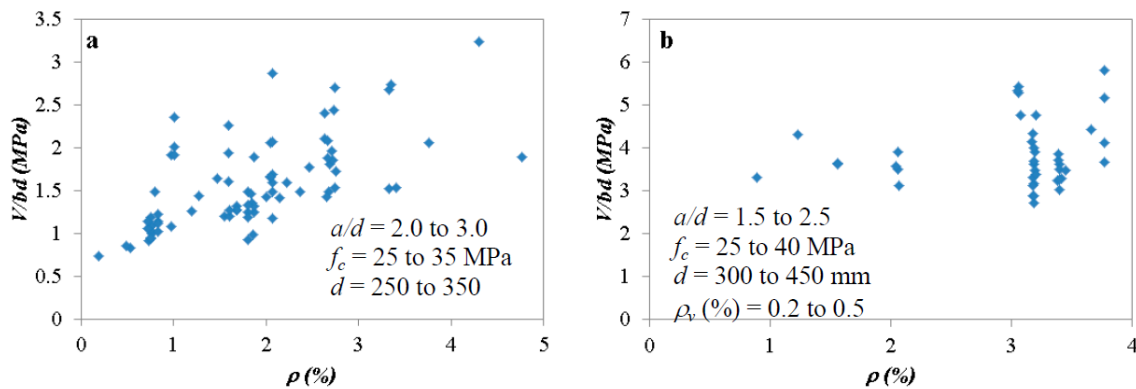 a
3.5
3
2.5
2
1.5
1
0.5
0
V/bd (MPa)
0 1 2 3 4 5
ρ (%)
a/d = 2.0 to 3.0
fc = 25 to 35 MPa
d = 250 to 350
b
7
6
5
4
3
2
1
0
V/bd (MPa)
0 1 2 3 4
ρ (%)
a/d = 1.5 to 2.5
fc = 25 to 40 MPa
d = 300 to 450 mm
ρv (%) = 0.2 to 0.5